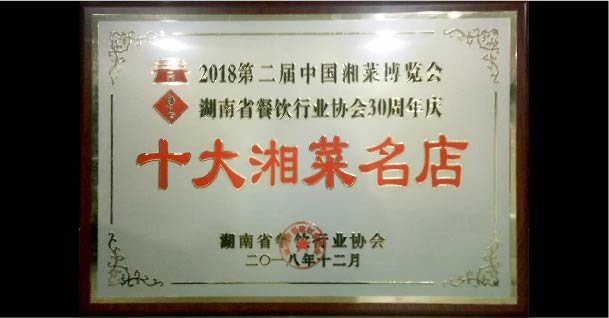 2018第二届中国湘菜博览会
湖南省餐饮行业协会30周年庆
十大湘菜名店
湖南省餐饮行业协会
二〇一八年十二月